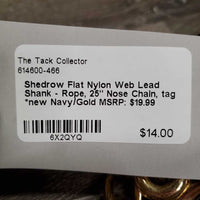 The Tack Collector
614600-466
Shedrow Flat Nylon Web Lead
Shank - Rope, 25" Nose Chain, tag
*new Navy/Gold MSRP: $19.99
6X2QYQ
$14.00